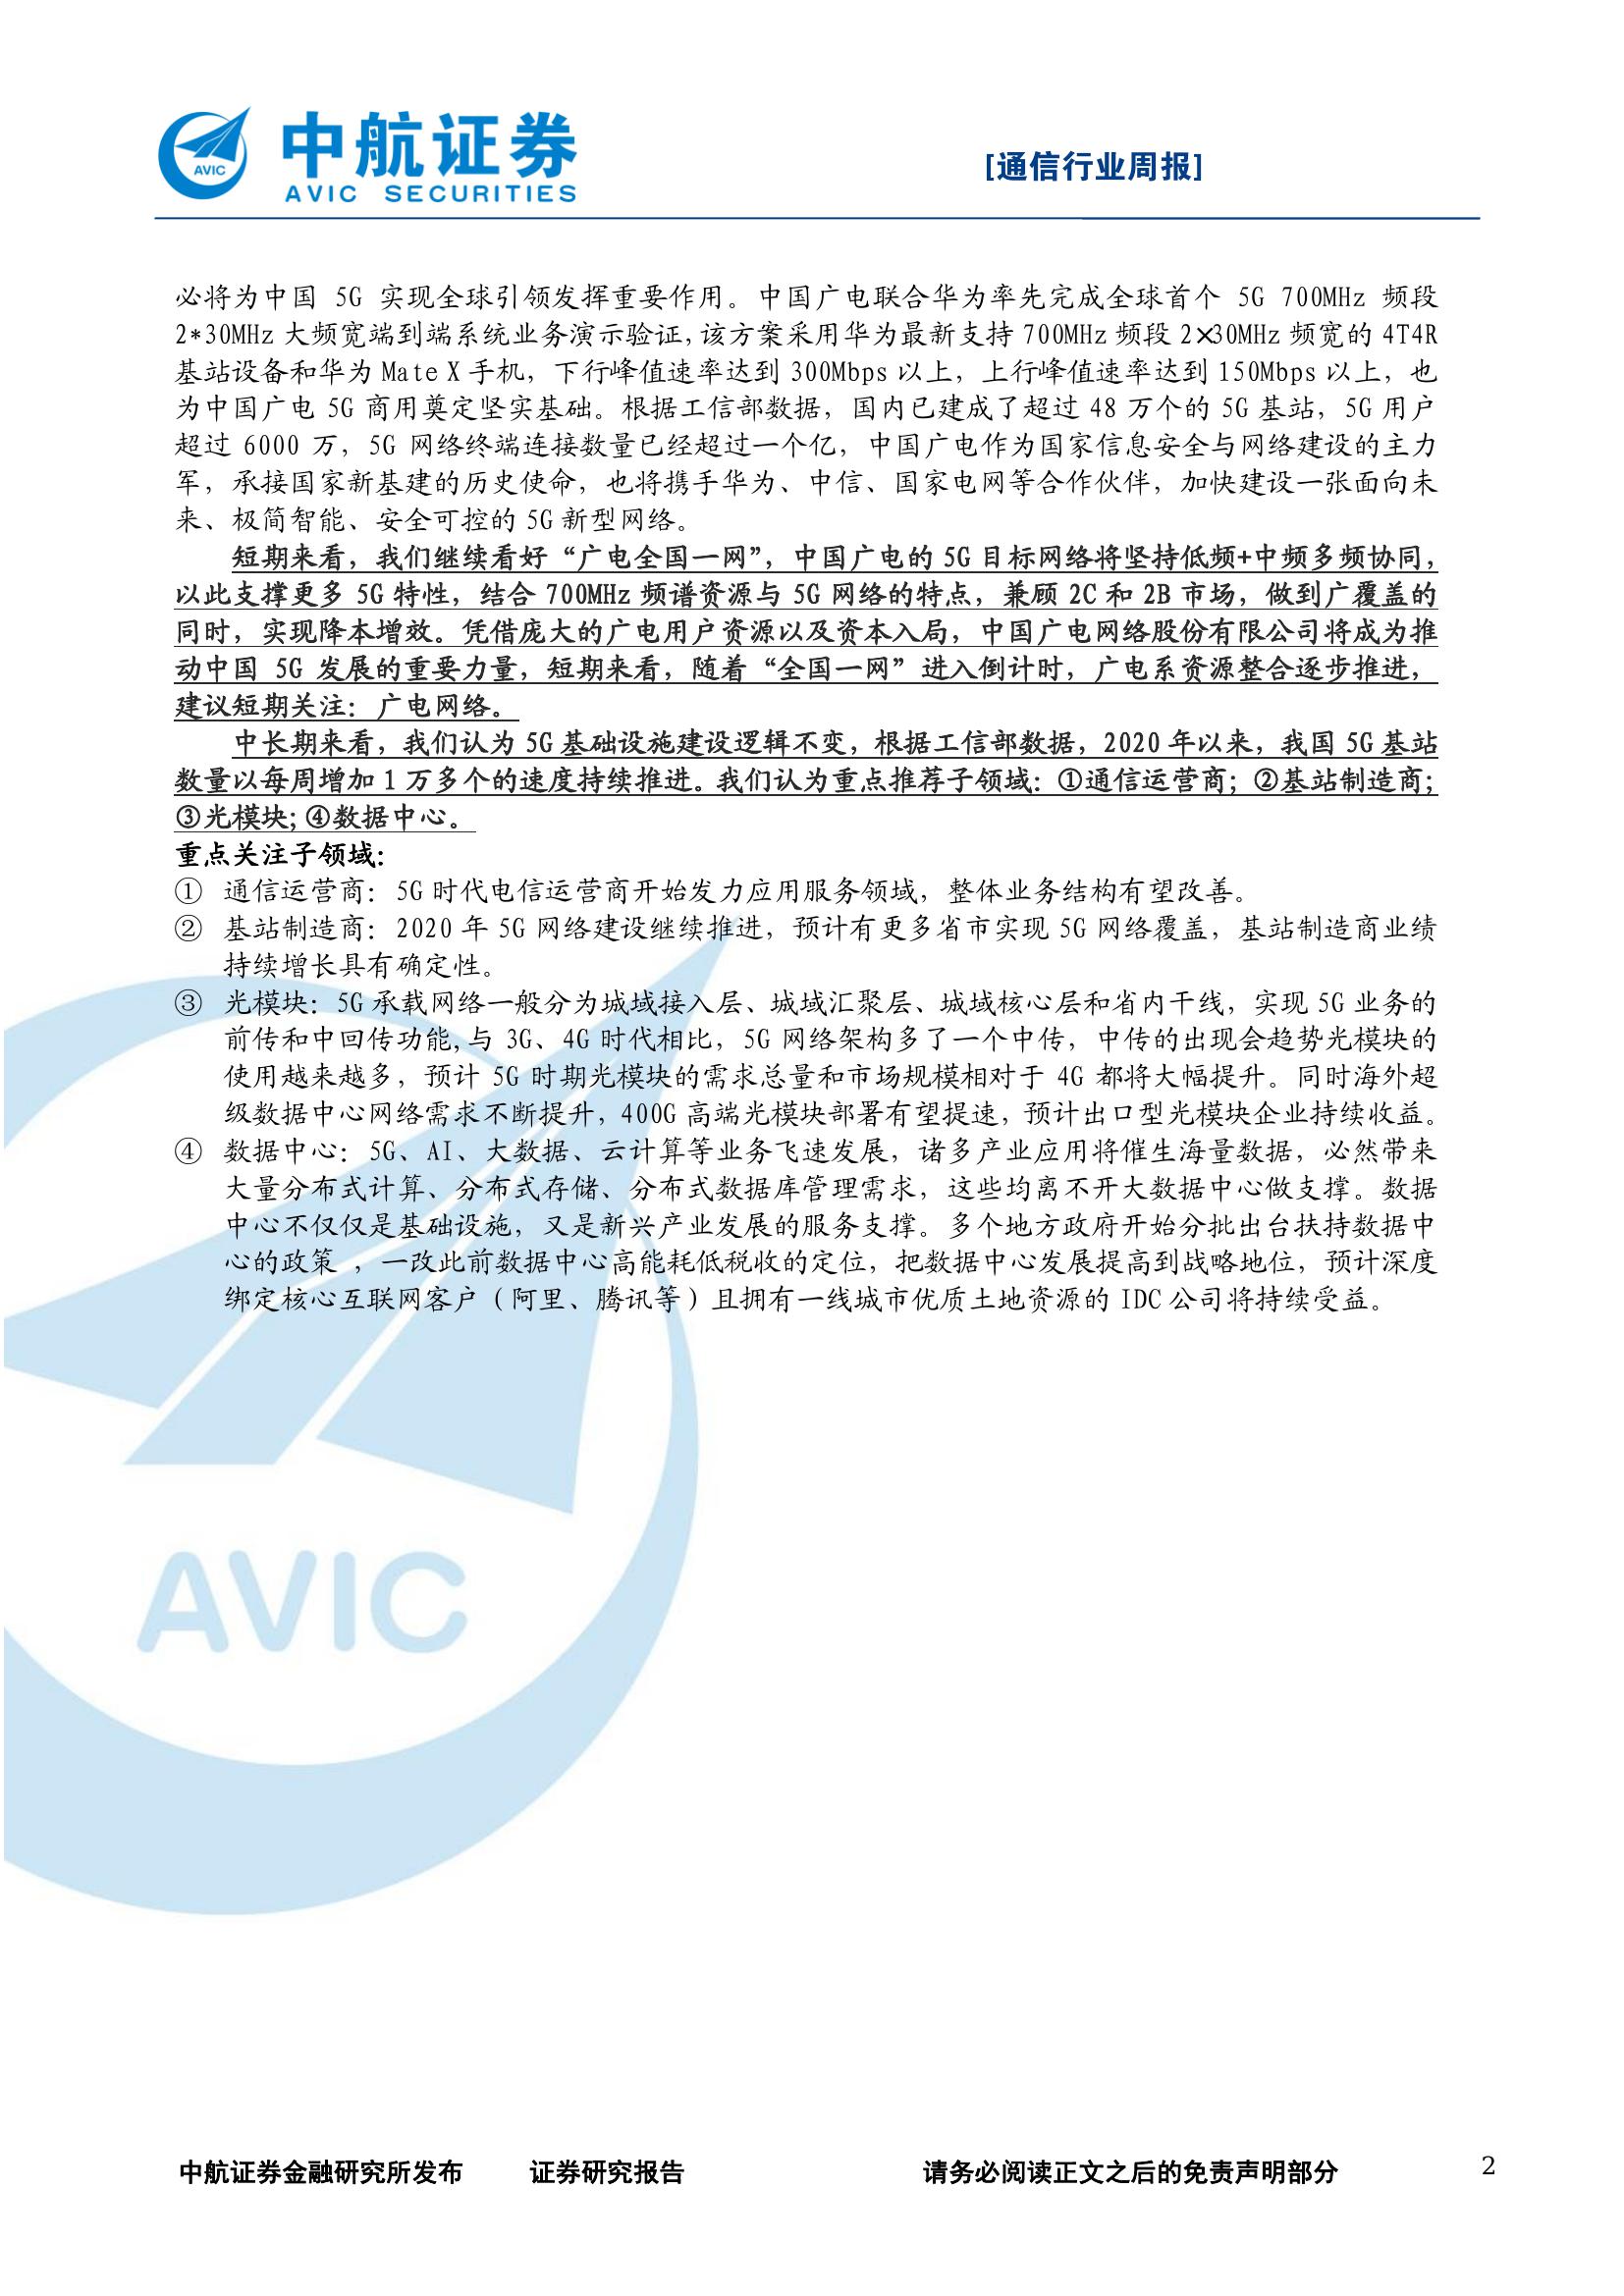 中航证券
AVIC SECURITIES
AVIC
[通信行业周报]
必将为中国 5G 实现全球引领发挥重要作用。中国广电联合华为率先完成全球首个 5G 700MHz 频段
2*30MHz 大频宽端到端系统业务演示验证,该方案采用华为最新支持 700MHz 频段 2×30MHz 频宽的 4T4R
基站设备和华为 Mate X 手机，下行峰值速率达到 300Mbps 以上，上行峰值速率达到 150Mbps 以上，也
为中国广电 5G 商用奠定坚实基础。根据工信部数据，国内已建成了超过 48 万个的 5G 基站，5G 用户
超过 6000 万，5G 网络终端连接数量已经超过一个亿，中国广电作为国家信息安全与网络建设的主力
军，承接国家新基建的历史使命，也将携手华为、中信、国家电网等合作伙伴，加快建设一张面向未
来、极简智能、安全可控的 5G 新型网络。
短期来看，我们继续看好“广电全国一网”，中国广电的 5G 目标网络将坚持低频+中频多频协同，
以此支撑更多 5G 特性，结合 700MHz 频谱资源与 5G 网络的特点，兼顾 2C 和 2B 市场，做到广覆盖的
同时，实现降本增效。凭借庞大的广电用户资源以及资本入局，中国广电网络股份有限公司将成为推
动中国 5G 发展的重要力量，短期来看，随着“全国一网”进入倒计时，广电系资源整合逐步推进，
建议短期关注：广电网络。
中长期来看，我们认为 5G 基础设施建设逻辑不变，根据工信部数据，2020 年以来，我国 5G 基站
数量以每周增加 1 万多个的速度持续推进。我们认为重点推荐子领域：①通信运营商；②基站制造商；
③光模块;④数据中心。
重点关注子领域：
① 通信运营商：5G 时代电信运营商开始发力应用服务领域，整体业务结构有望改善。
② 基站制造商：2020 年 5G 网络建设继续推进，预计有更多省市实现 5G 网络覆盖，基站制造商业绩
持续增长具有确定性。
③ 光模块：5G 承载网络一般分为城域接入层、城域汇聚层、城域核心层和省内干线，实现 5G 业务的
前传和中回传功能,与 3G、4G 时代相比，5G 网络架构多了一个中传，中传的出现会趋势光模块的
使用越来越多，预计 5G 时期光模块的需求总量和市场规模相对于 4G 都将大幅提升。同时海外超
级数据中心网络需求不断提升，400G 高端光模块部署有望提速，预计出口型光模块企业持续收益。
④ 数据中心：5G、AI、大数据、云计算等业务飞速发展，诸多产业应用将催生海量数据，必然带来
大量分布式计算、分布式存储、分布式数据库管理需求，这些均离不开大数据中心做支撑。数据
中心不仅仅是基础设施，又是新兴产业发展的服务支撑。多个地方政府开始分批出台扶持数据中
心的政策 ，一改此前数据中心高能耗低税收的定位，把数据中心发展提高到战略地位，预计深度
绑定核心互联网客户（阿里、腾讯等）且拥有一线城市优质土地资源的 IDC 公司将持续受益。
AVIC
中航证券金融研究所发布 证券研究报告 请务必阅读正文之后的免责声明部分 2